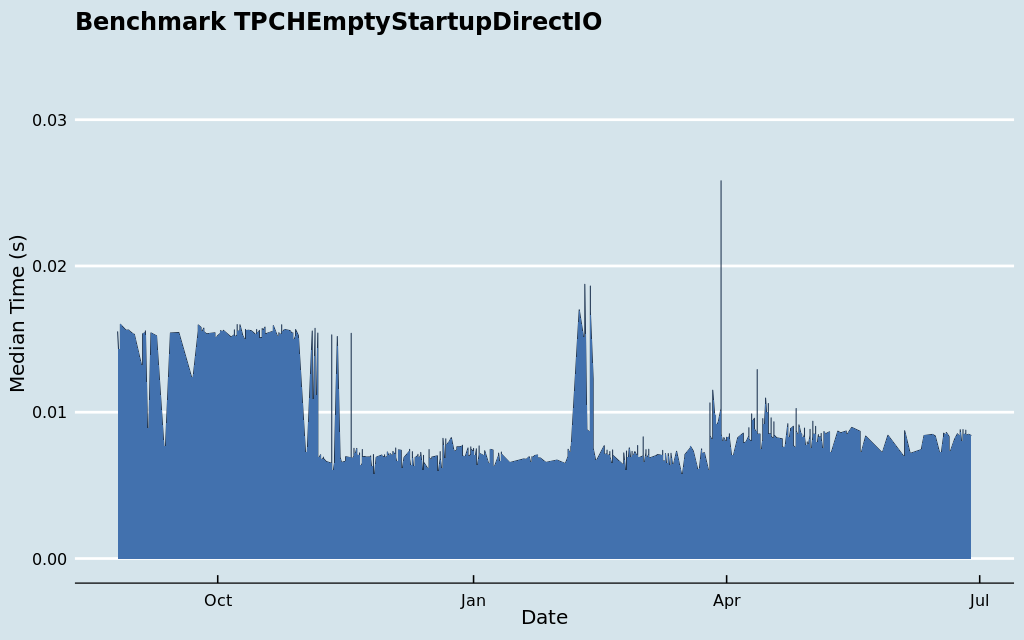 Benchmark TPCHEmptyStartupDirectIO
Median Time (s)
0.03
0.02
0.01
0.00
Oct
Jan
Apr
Jul
Date